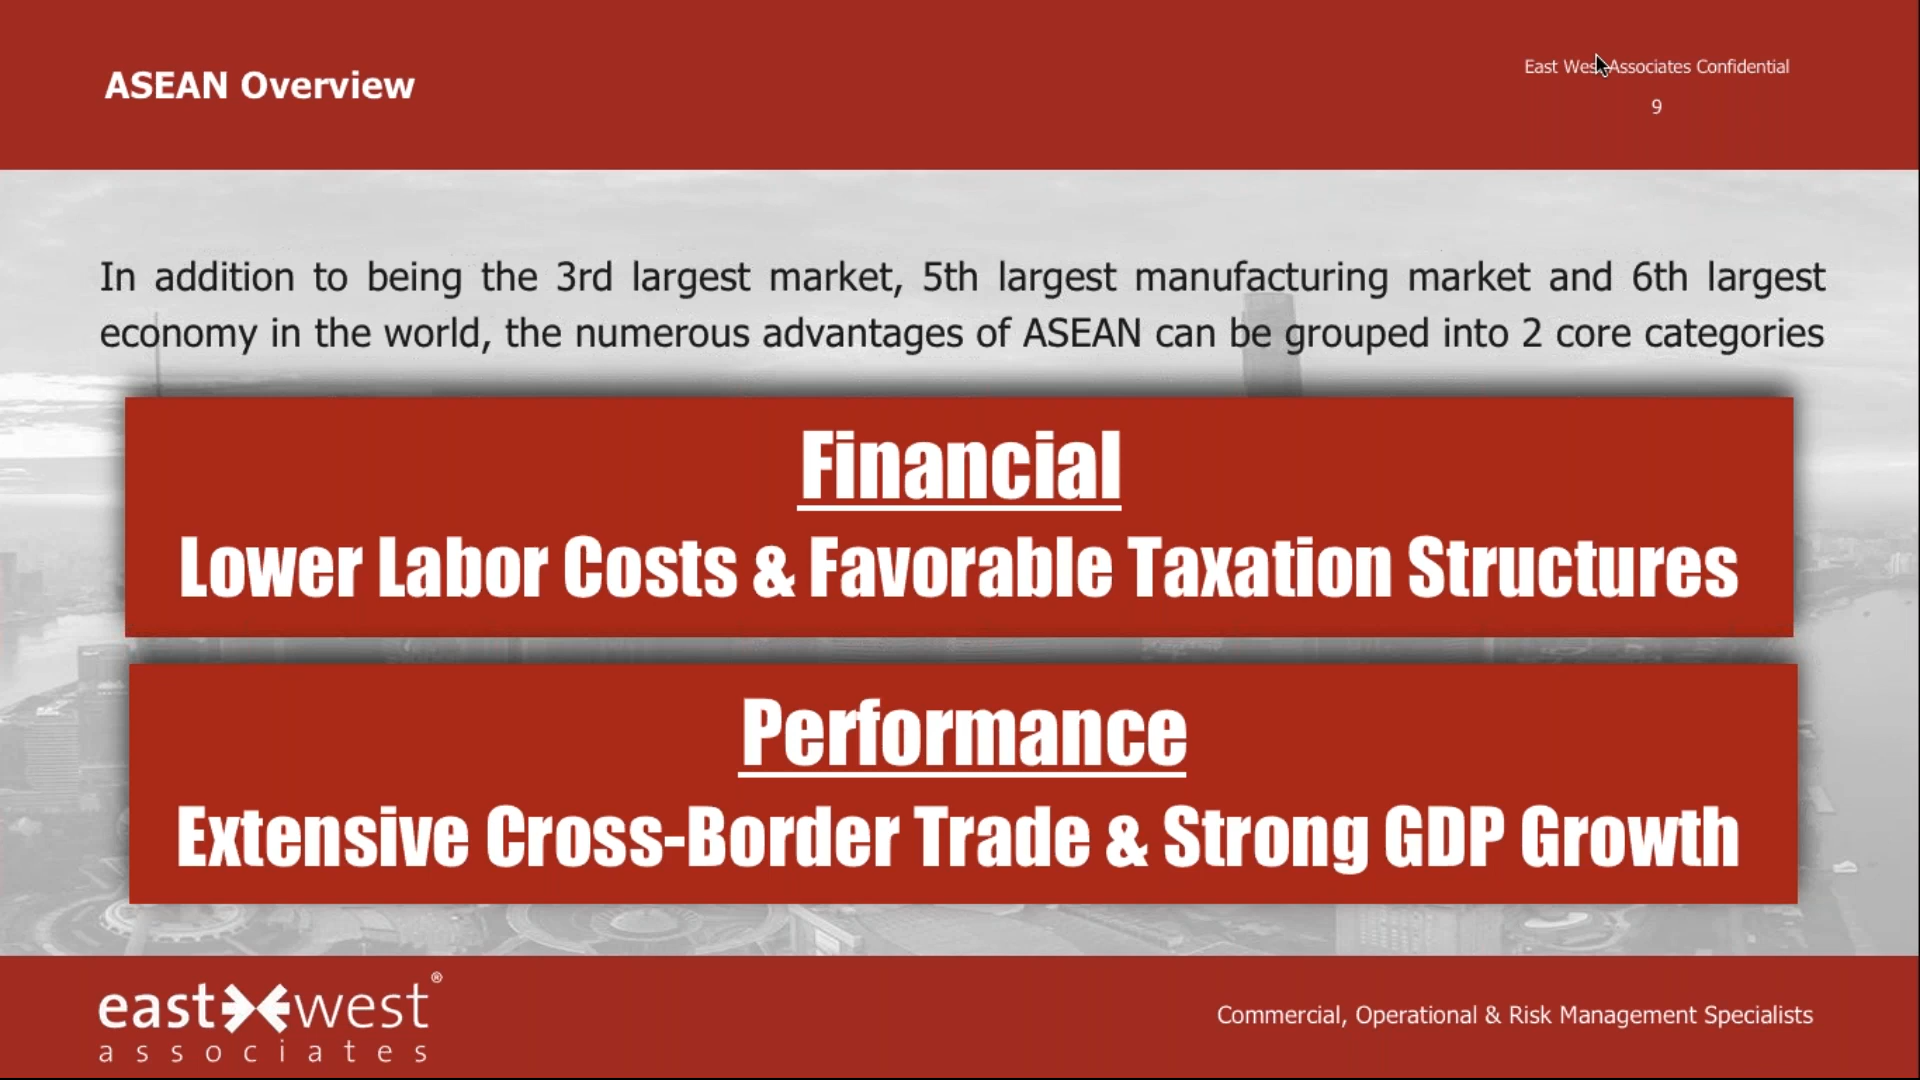 ASEAN Overview
East West Associates Confidential
9
In addition to being the 3rd largest market, 5th largest manufacturing market and 6th largest
economy in the world, the numerous advantages of ASEAN can be grouped into 2 core categories
Financial
Lower Labor Costs & Favorable Taxation Structures
Performance
Extensive Cross-Border Trade & Strong GDP Growth
east west®
associates
Commercial, Operational & Risk Management Specialists